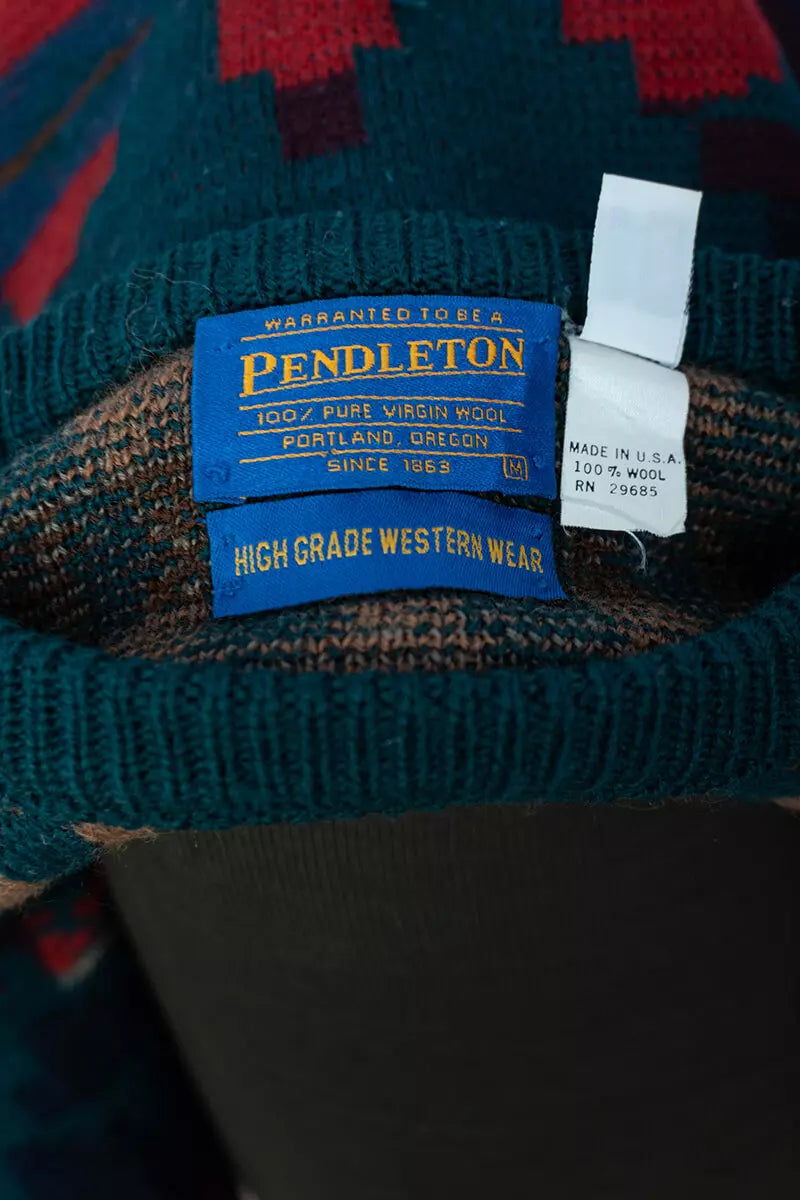 WARRANTED TO BE A
PENDLETON
100% PURE VIRGIN WOOL
PORTLAND, OREGON
SINCE 1863
M
HIGH GRADE WESTERN WEAR
MADE IN U.S.A.
100% WOOL
RN 29685